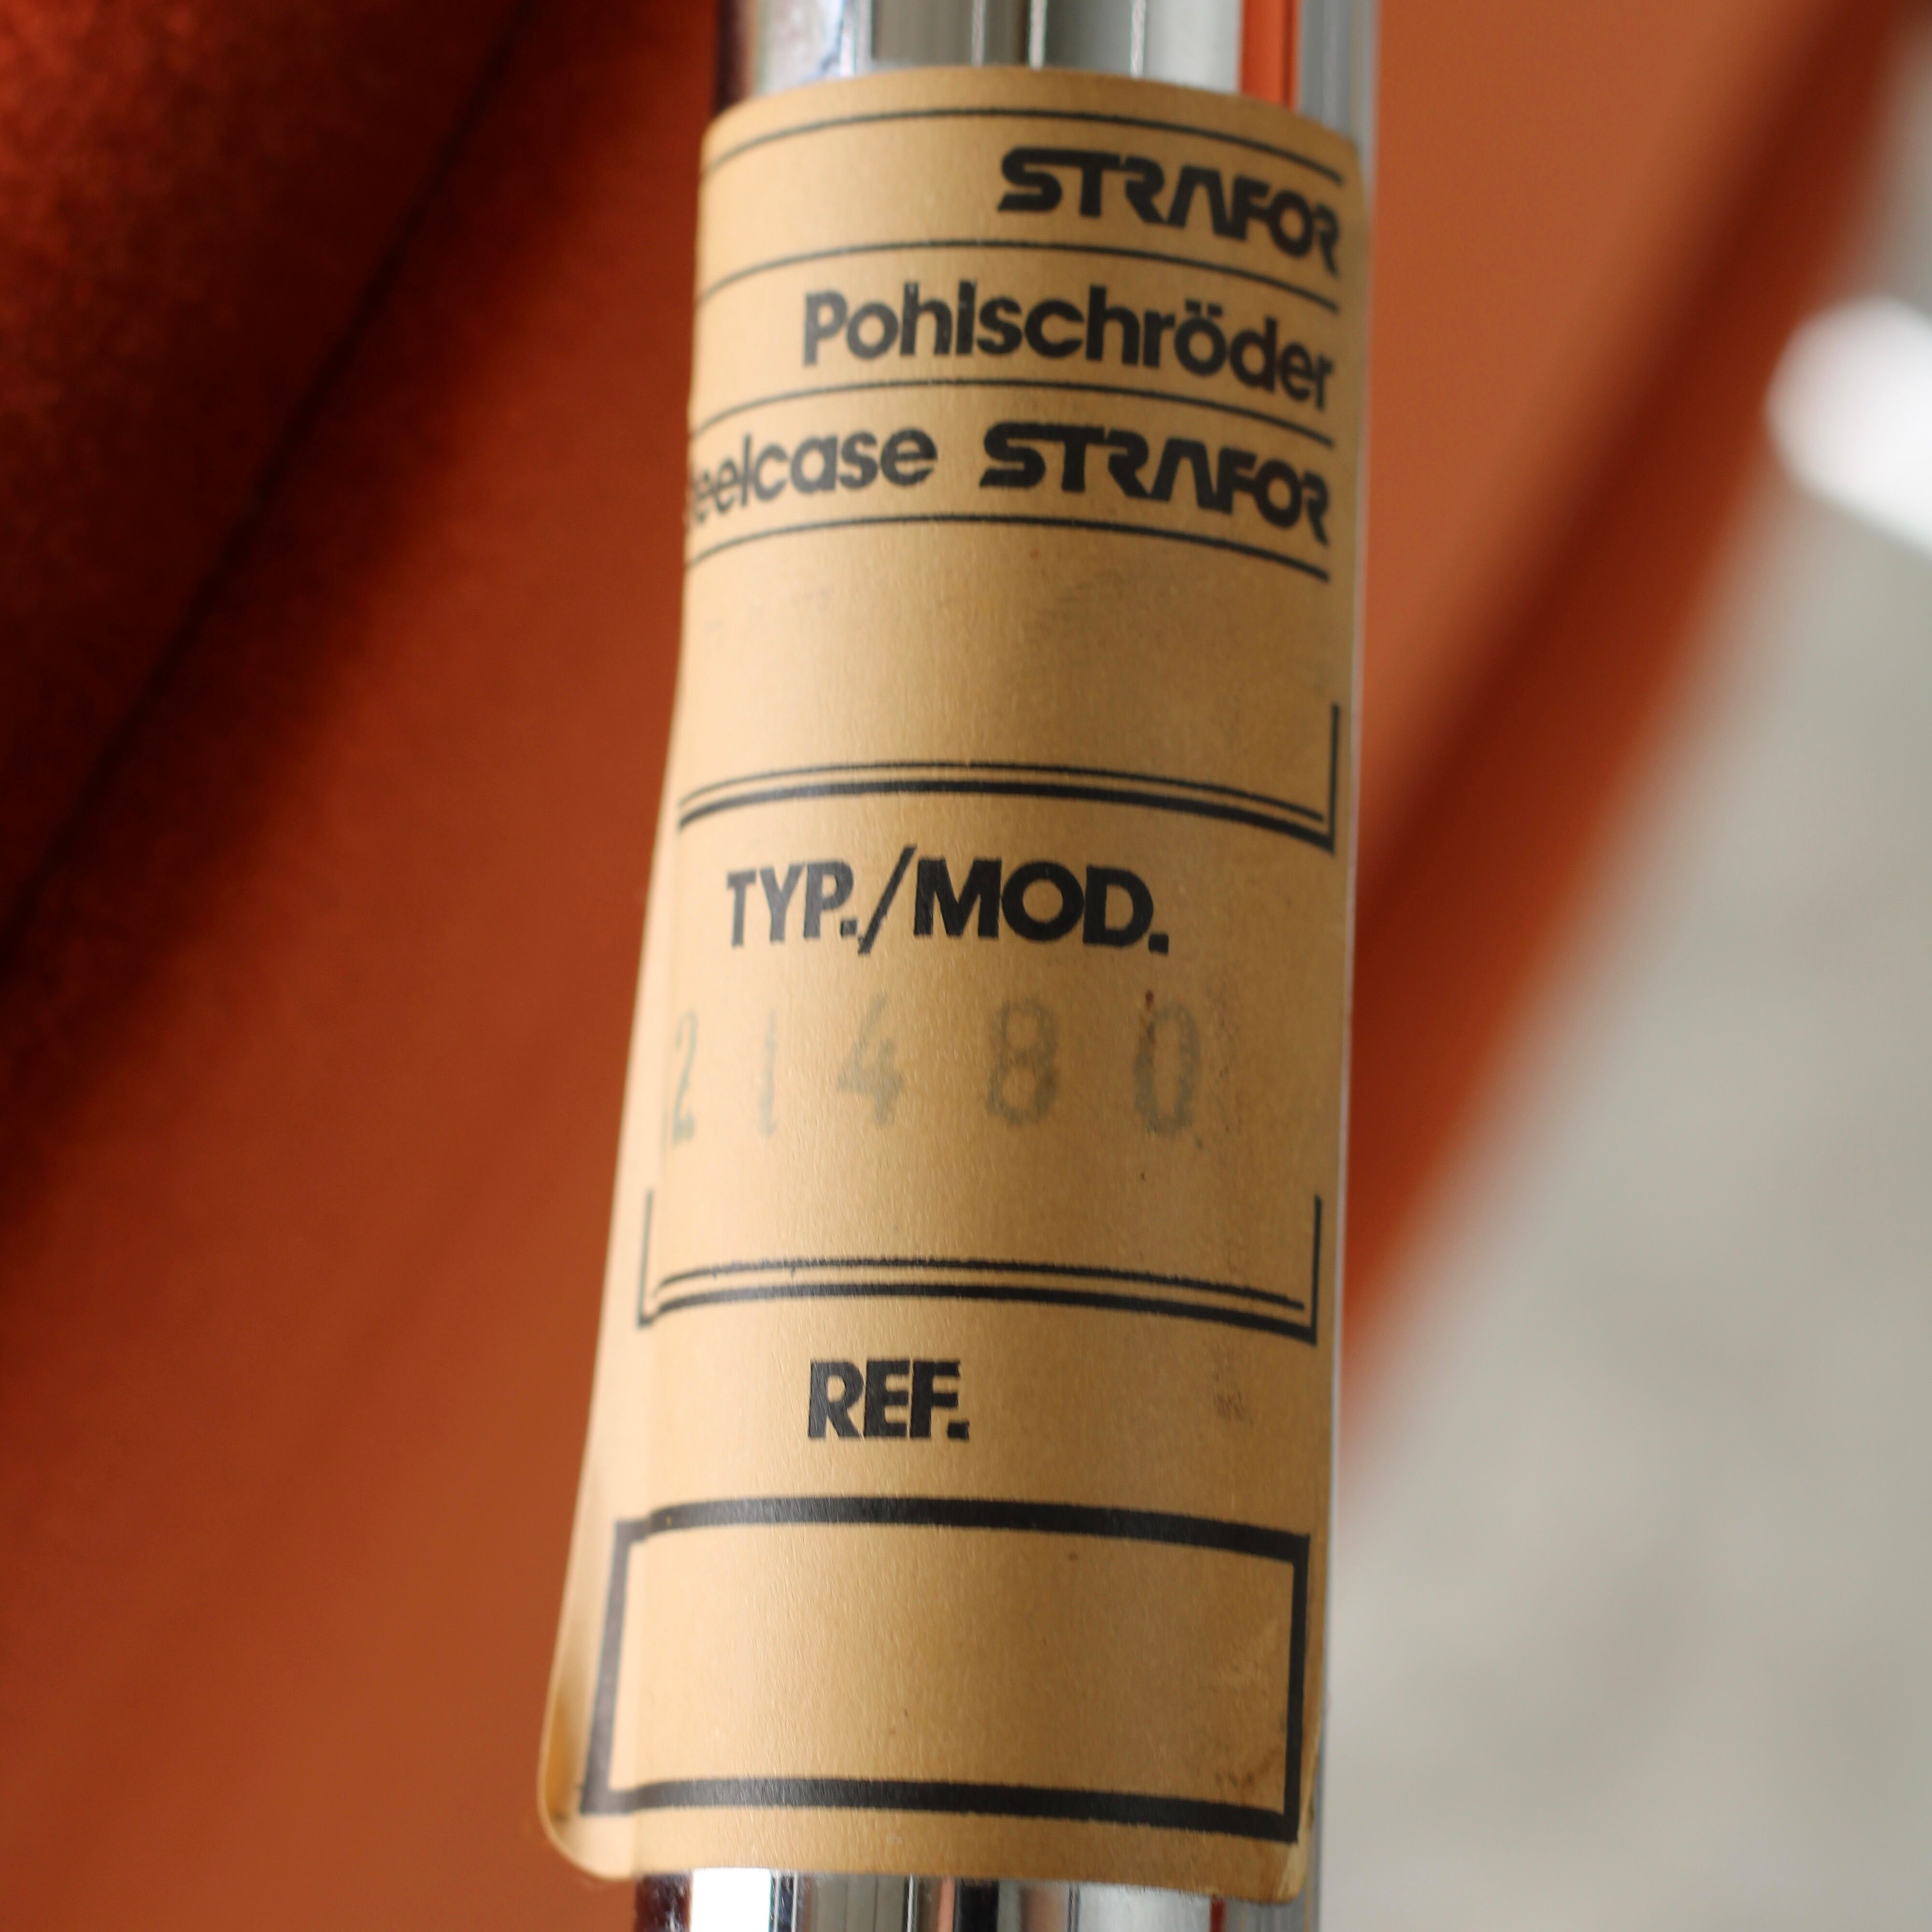 STRAFOR
Pohlschröder
eelcase STRAFOR
TYP./MOD.
21480
REF.